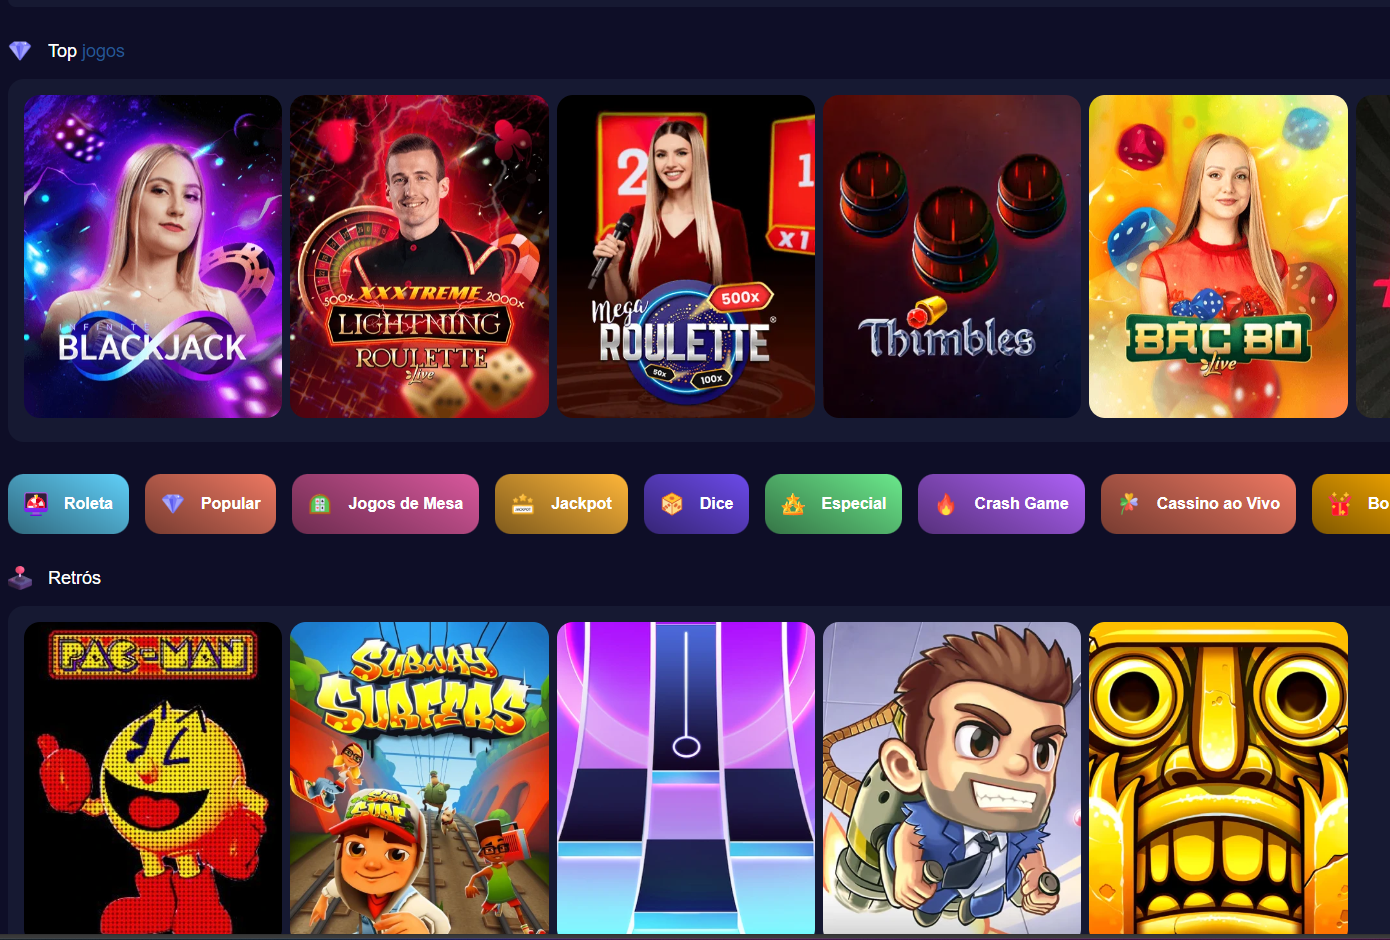 Top jogos
INFINITE
BLACKJACK
XXXTREME
500x 2000x
LIGHTNING
ROULETTE
Live
2
1
x1
Mega
500x
ROULETTE®
50x
100x
Thimbles
BAC BO
Live
Roleta
Popular
Jogos de Mesa
JACKPOT
Jackpot
Dice
Especial
Crash Game
Cassino ao Vivo
Bo
Retrós
PAC-MAN
SUBWAY
SURFERS